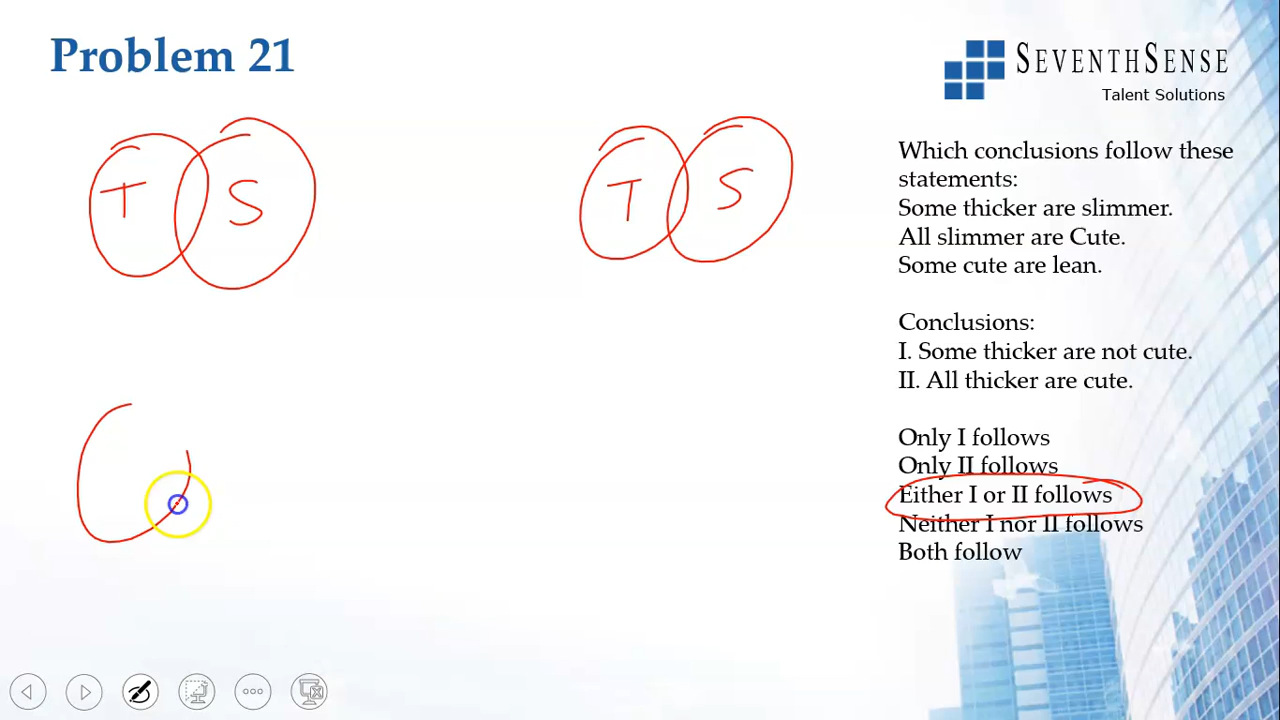 Problem 21
SEVENTHSENSE
Talent Solutions
T S
T S
Which conclusions follow these
statements:
Some thicker are slimmer.
All slimmer are Cute.
Some cute are lean.
Conclusions:
I. Some thicker are not cute.
II. All thicker are cute.
Only I follows
Only II follows
Either I or II follows
Neither I nor II follows
Both follow